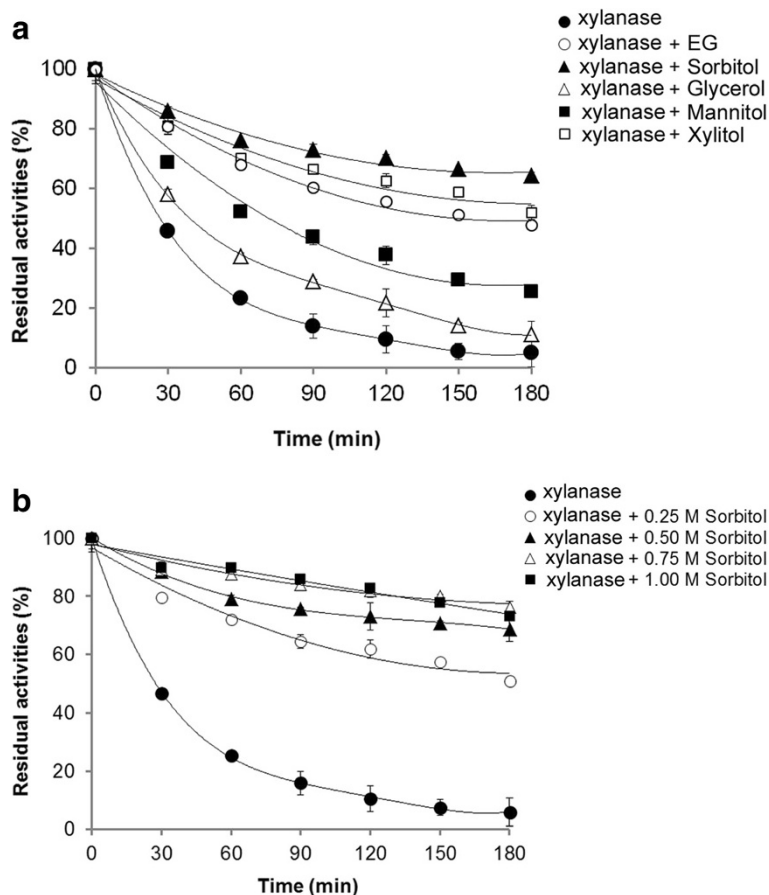 a
xylanase
xylanase + EG
xylanase + Sorbitol
xylanase + Glycerol
xylanase + Mannitol
xylanase + Xylitol
Residual activities (%)
100
80
60
40
20
0
0 30 60 90 120 150 180
Time (min)
b
xylanase
xylanase + 0.25 M Sorbitol
xylanase + 0.50 M Sorbitol
xylanase + 0.75 M Sorbitol
xylanase + 1.00 M Sorbitol
Residual activities (%)
100
80
60
40
20
0
0 30 60 90 120 150 180
Time (min)